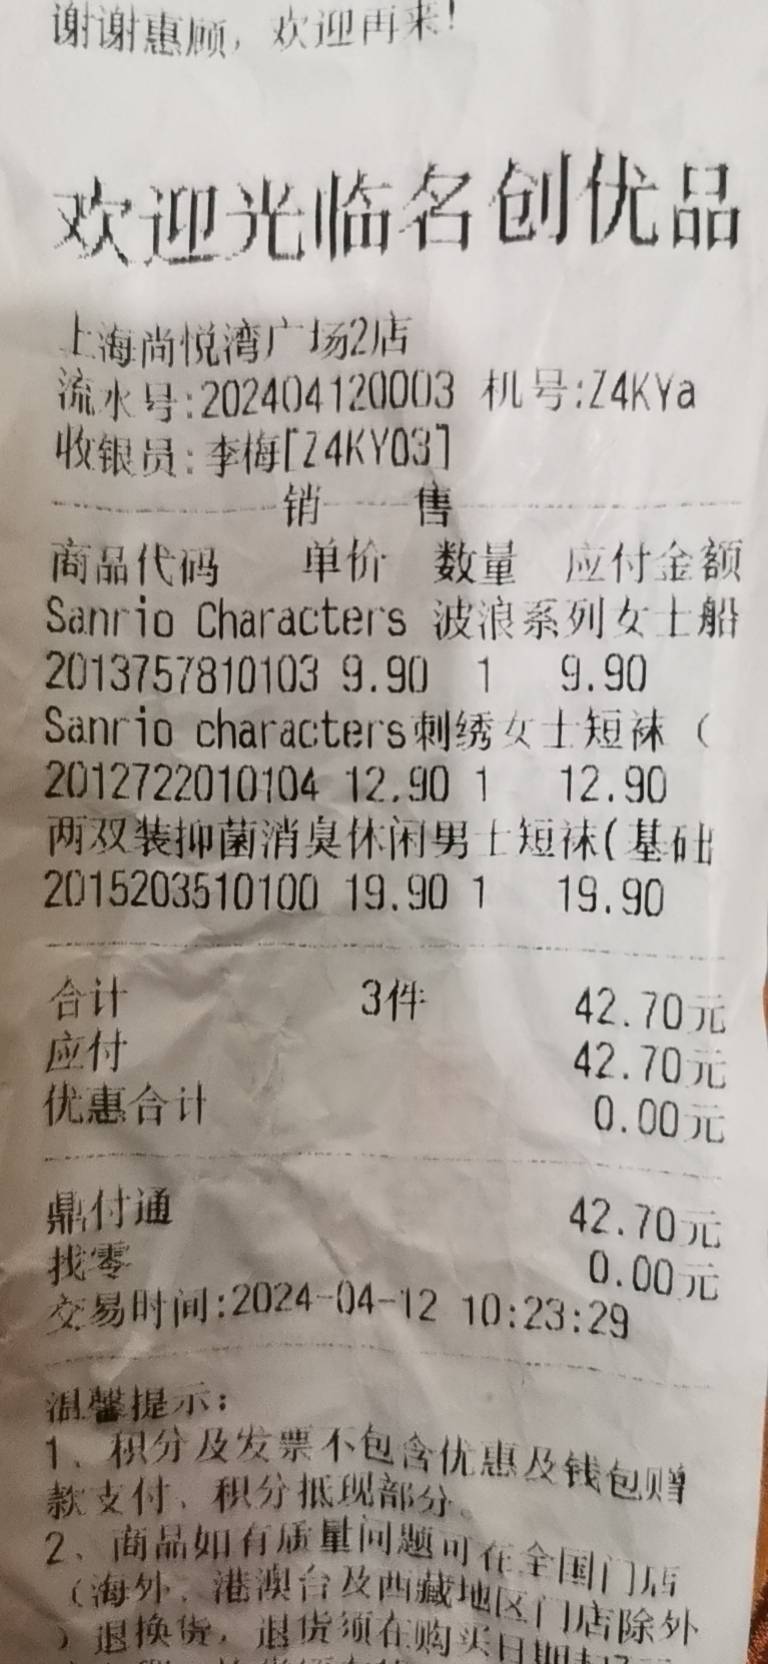 谢谢惠顾，欢迎再来！
欢迎光临名创优品
上海尚悦湾广场2店
流水号:202404120003 机号:Z4KYa
收银员:李梅[Z4KY03]
销 售
商品代码 单价 数量 应付金额
Sanrio Characters 波浪系列女士船
2013757810103 9.90 1 9.90
Sanrio characters刺绣女士短袜（
2012722010104 12.90 1 12.90
两双装抑菌消臭休闲男士短袜(基础
2015203510100 19.90 1 19.90
合计 3件 42.70元
应付 42.70元
优惠合计 0.00元
鼎付通 42.70元
找零 0.00元
交易时间:2024-04-12 10:23:29
温馨提示：
1、积分及发票不包含优惠及钱包赠
款支付、积分抵现部分。
2、商品如有质量问题可在全国门店
（海外、港澳台及西藏地区门店除外
）退换货，退货须在购买日期起